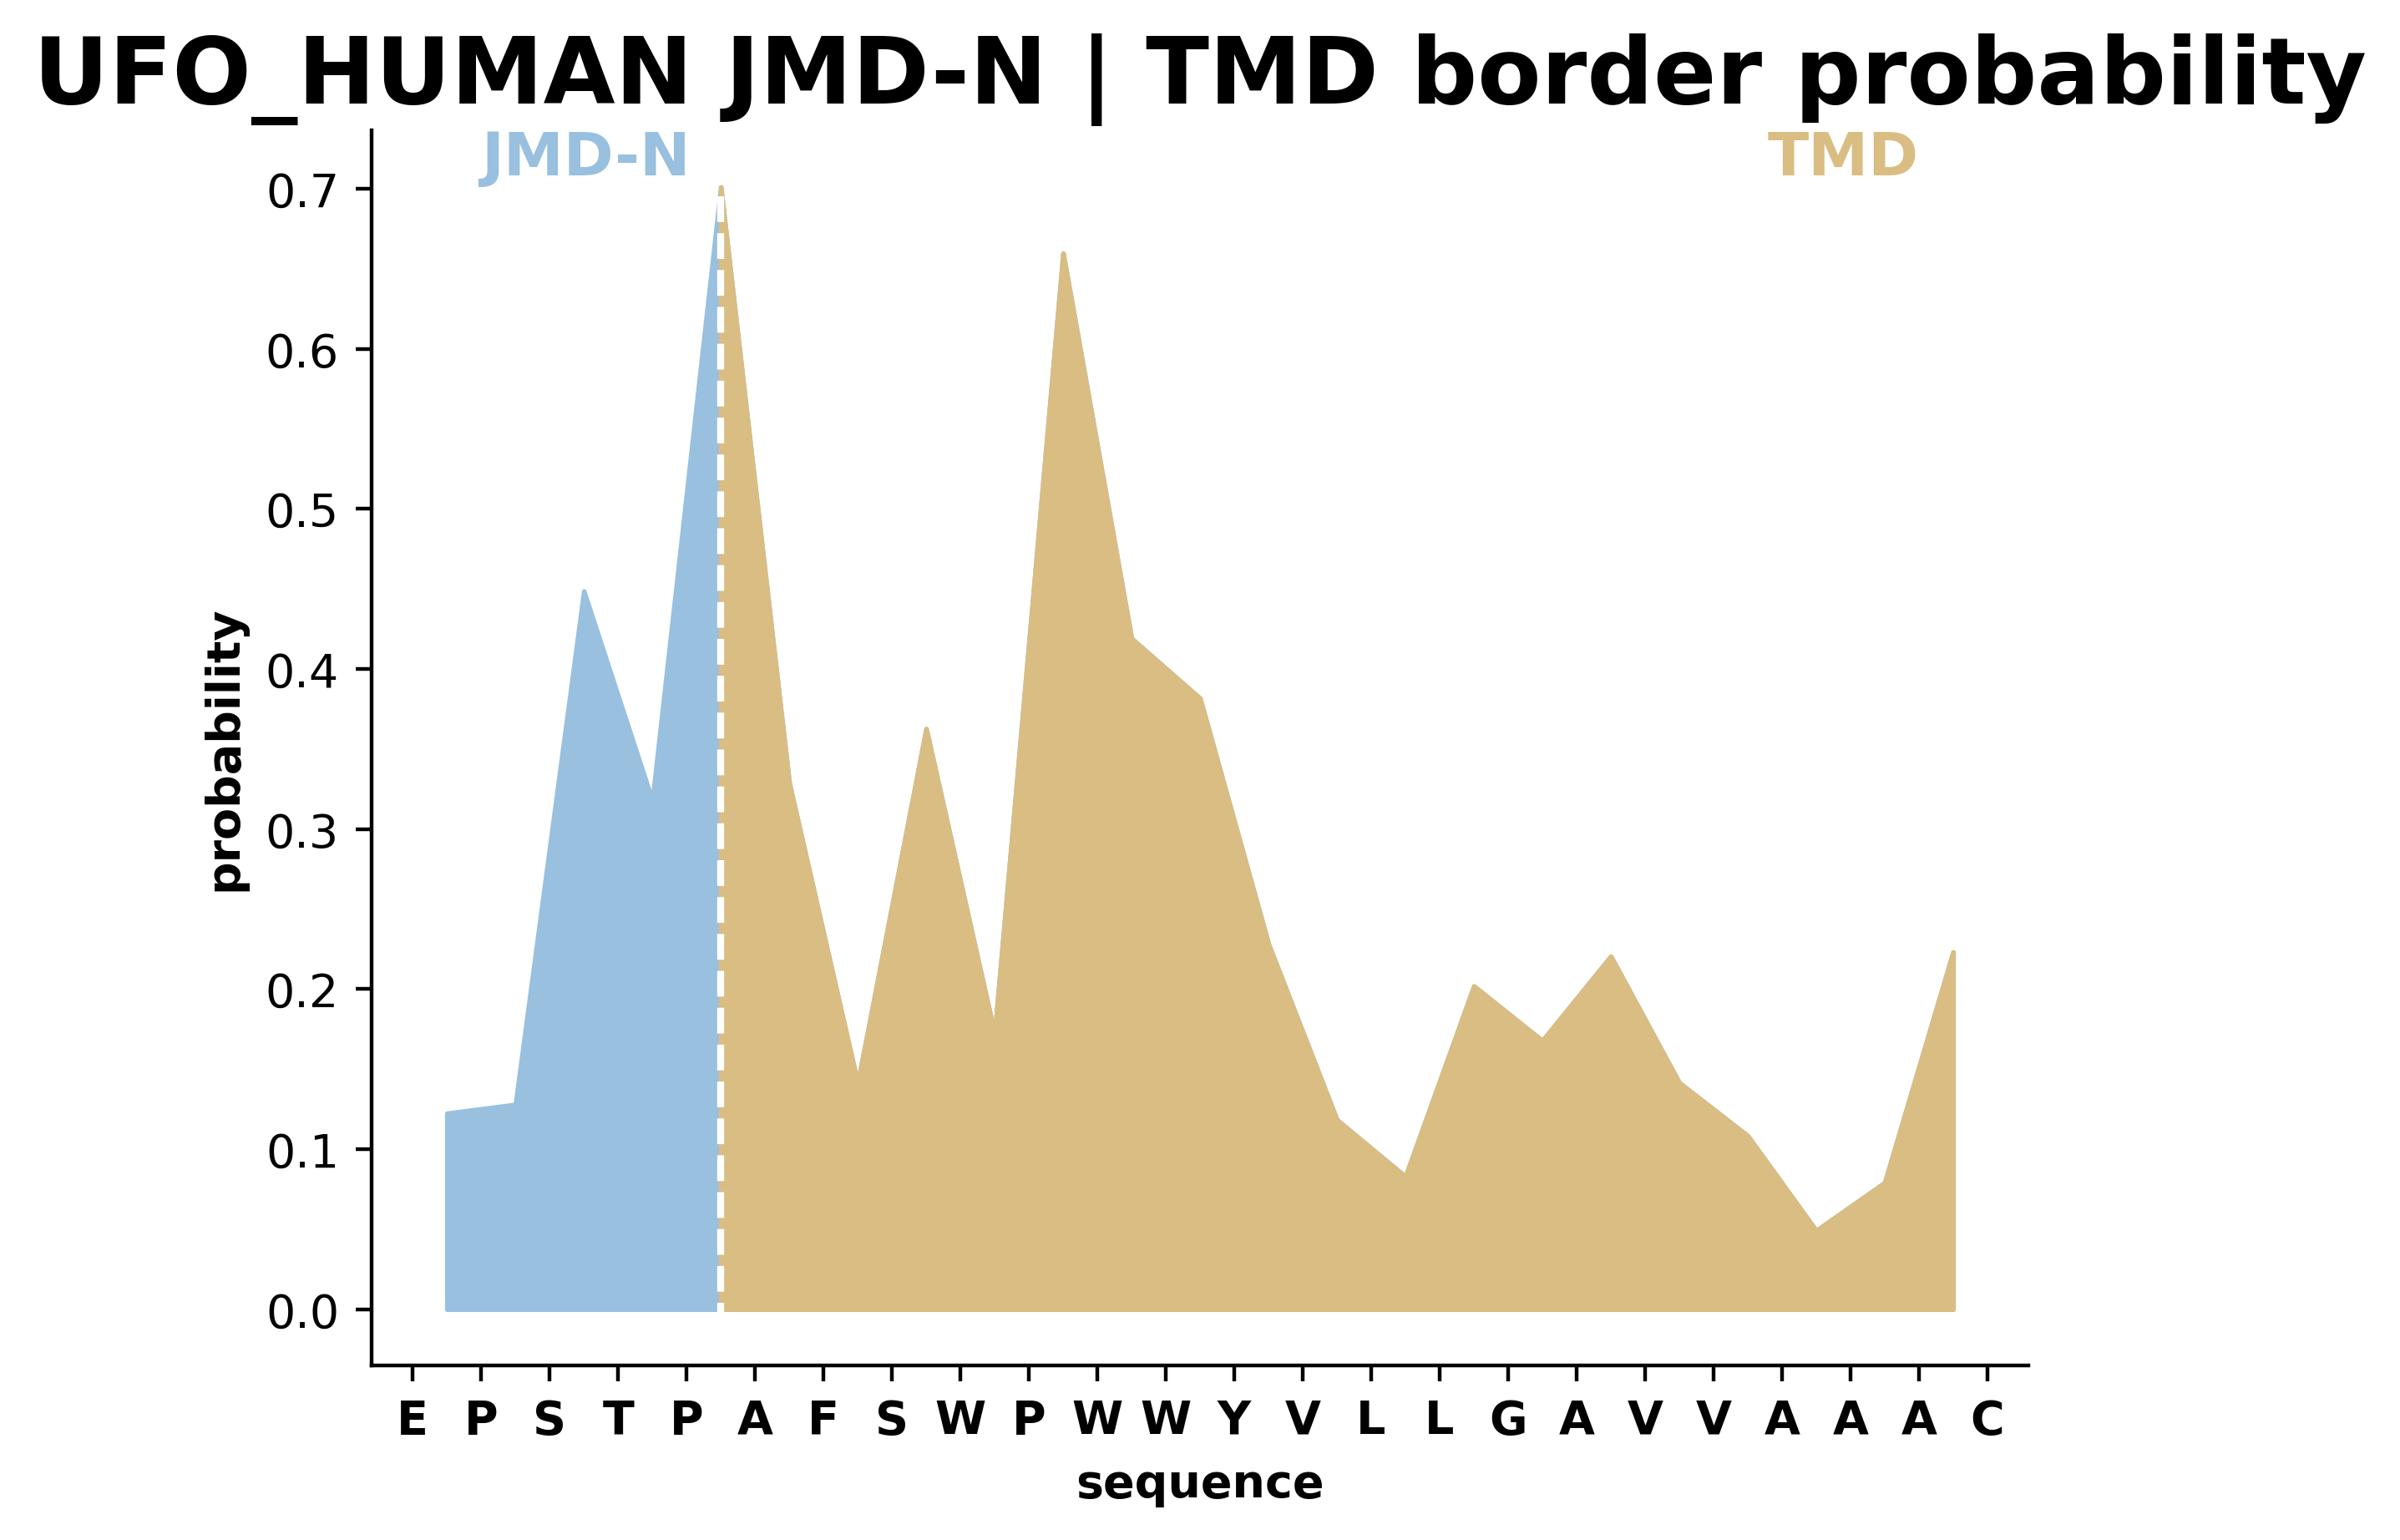 UFO_HUMAN JMD-N | TMD border probability
JMD-N TMD
0.7
0.6
0.5
0.4
0.3
0.2
0.1
0.0
probability
E P S T P A F S W P W W Y V L L G A V V A A A C
sequence